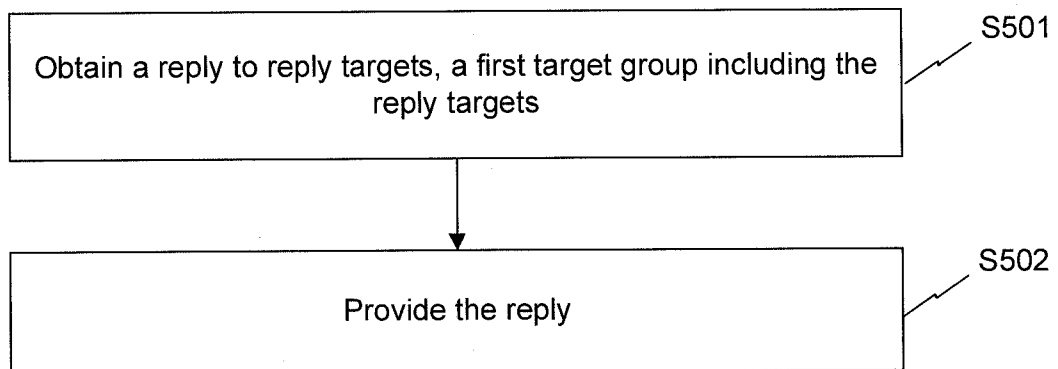 S501
Obtain a reply to reply targets, a first target group including the
reply targets
S502
Provide the reply